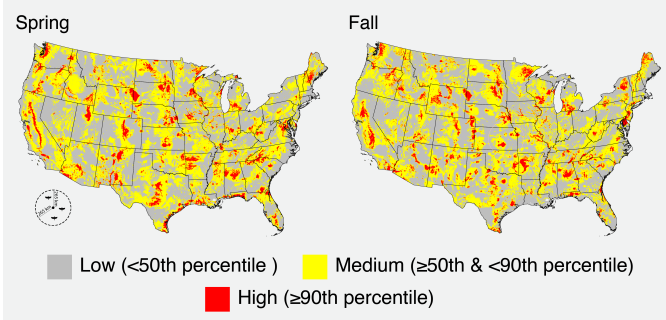 Spring
Fall
Low (<50th percentile )
Medium (≥50th & <90th percentile)
High (≥90th percentile)